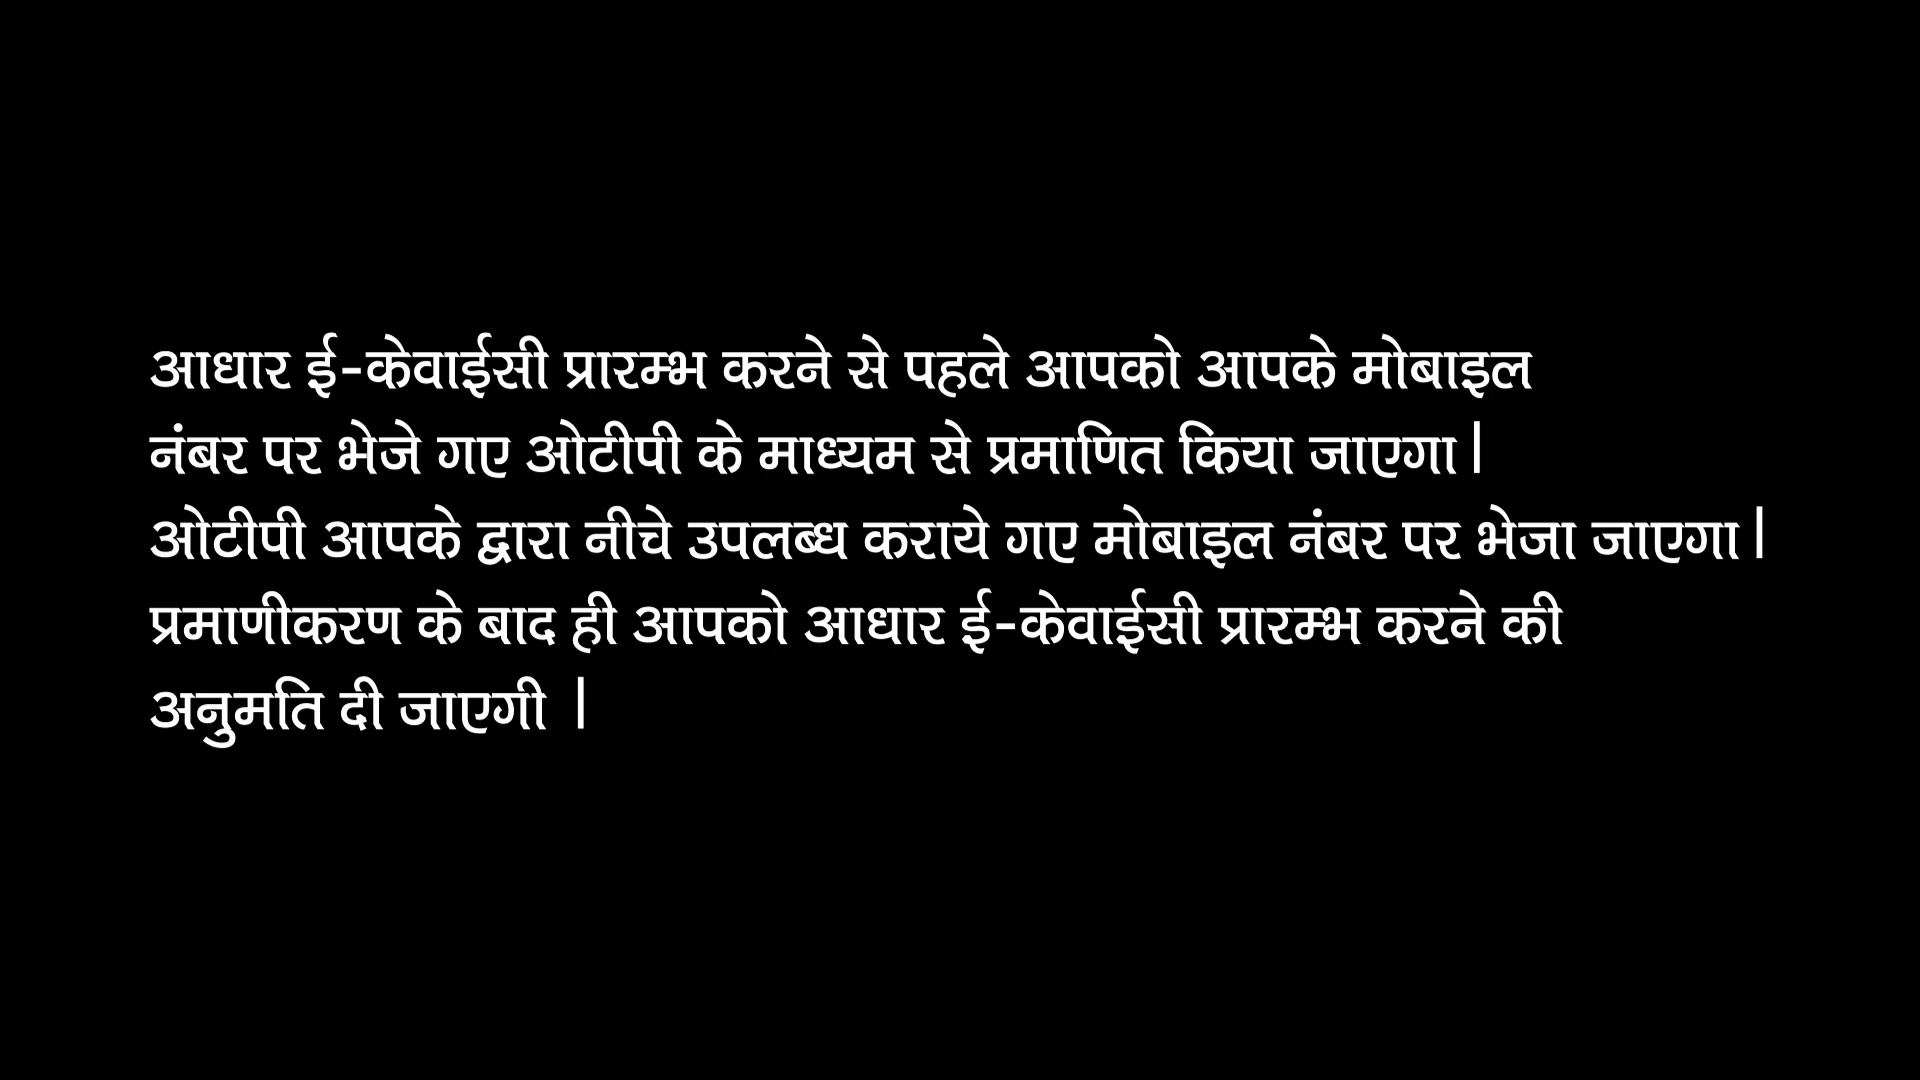 आधार ई-केवाईसी प्रारम्भ करने से पहले आपको आपके मोबाइल
नंबर पर भेजे गए ओटीपी के माध्यम से प्रमाणित किया जाएगा |
ओटीपी आपके द्वारा नीचे उपलब्ध कराये गए मोबाइल नंबर पर भेजा जाएगा |
प्रमाणीकरण के बाद ही आपको आधार ई-केवाईसी प्रारम्भ करने की
अनुमति दी जाएगी |